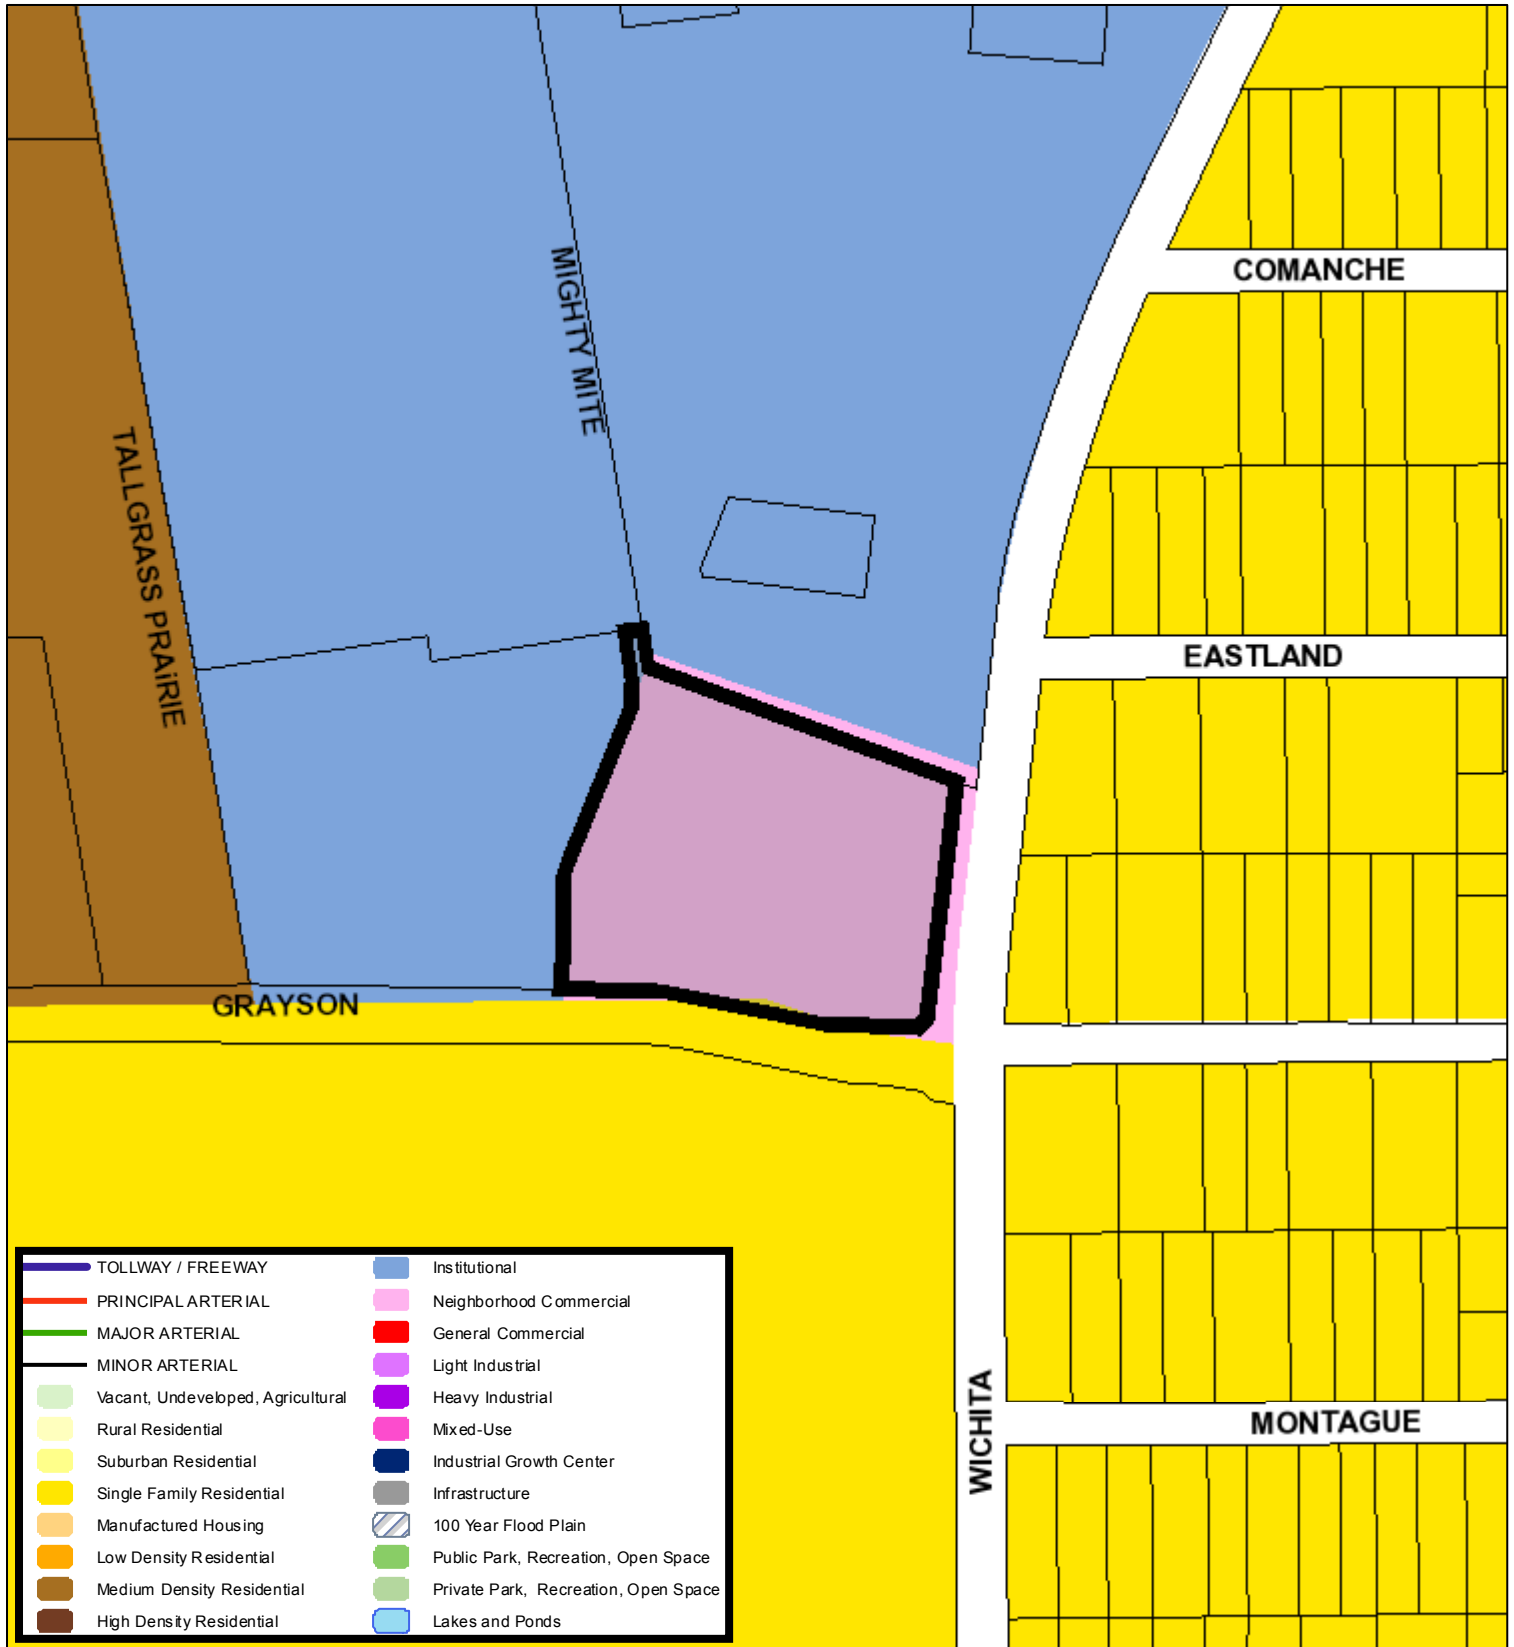 COMANCHE
MIGHTY MITE
TALLGRASS PRAiRIE
EASTLAND
GRAYSON
WICHITA
MONTAGUE
TOLLWAY / FREEWAY
PRINCIPAL ARTERIAL
MAJOR ARTERIAL
MINOR ARTERIAL
Vacant, Undeveloped, Agricultural
Rural Residential
Suburban Residential
Single Family Residential
Manufactured Housing
Low Density Residential
Medium Density Residential
High Density Residential
Institutional
Neighborhood Commercial
General Commercial
Light Industrial
Heavy Industrial
Mixed-Use
Industrial Growth Center
Infrastructure
100 Year Flood Plain
Public Park, Recreation, Open Space
Private Park, Recreation, Open Space
Lakes and Ponds